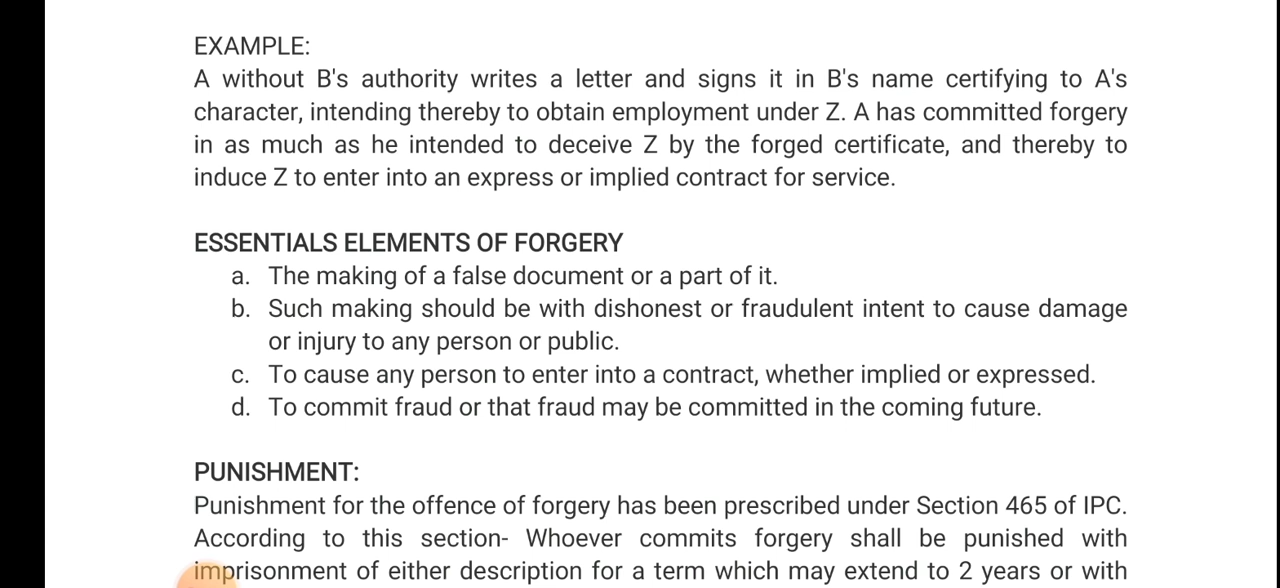 EXAMPLE:
A without B's authority writes a letter and signs it in B's name certifying to A's
character, intending thereby to obtain employment under Z. A has committed forgery
in as much as he intended to deceive Z by the forged certificate, and thereby to
induce Z to enter into an express or implied contract for service.
ESSENTIALS ELEMENTS OF FORGERY
a. The making of a false document or a part of it.
b. Such making should be with dishonest or fraudulent intent to cause damage
or injury to any person or public.
c. To cause any person to enter into a contract, whether implied or expressed.
d. To commit fraud or that fraud may be committed in the coming future.
PUNISHMENT:
Punishment for the offence of forgery has been prescribed under Section 465 of IPC.
According to this section- Whoever commits forgery shall be punished with
imprisonment of either description for a term which may extend to 2 years or with